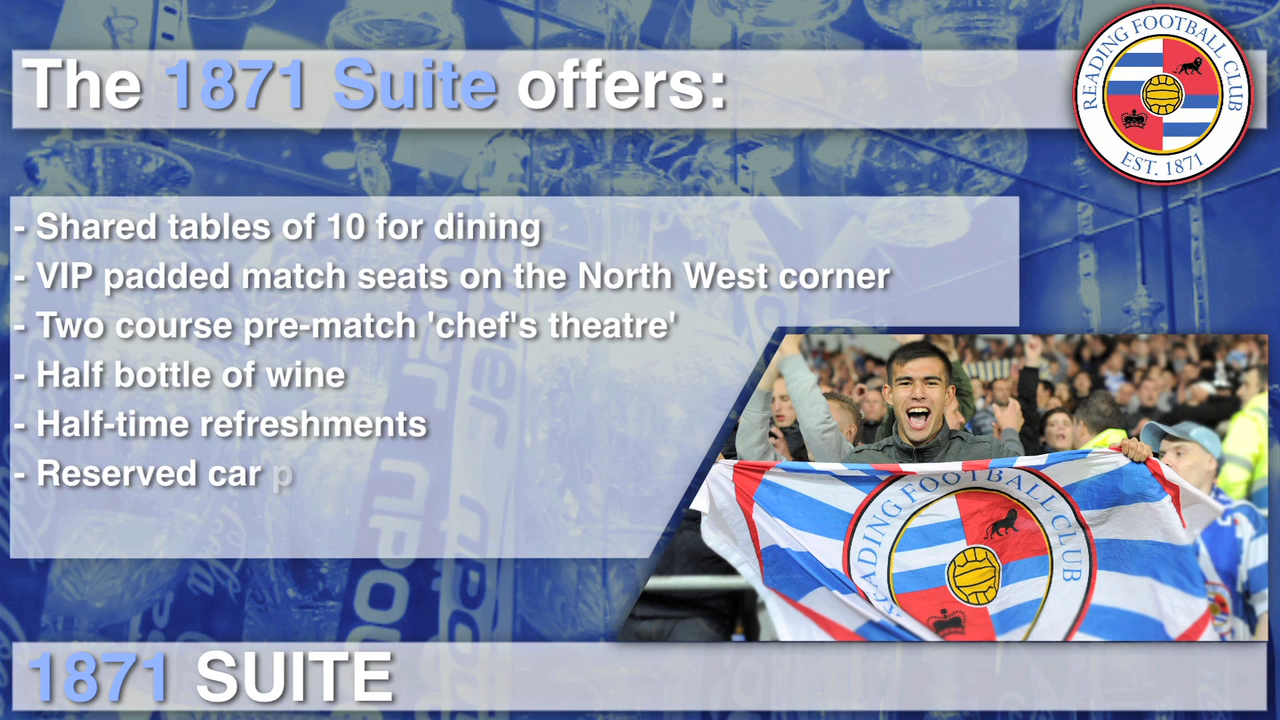 The 1871 Suite offers:
READING FOOTBALL CLUB
EST. 1871
- Shared tables of 10 for dining
- VIP padded match seats on the North West corner
- Two course pre-match 'chef's theatre'
- Half bottle of wine
- Half-time refreshments
- Reserved car p
READING FOOTBALL CLUB
1871 SUITE